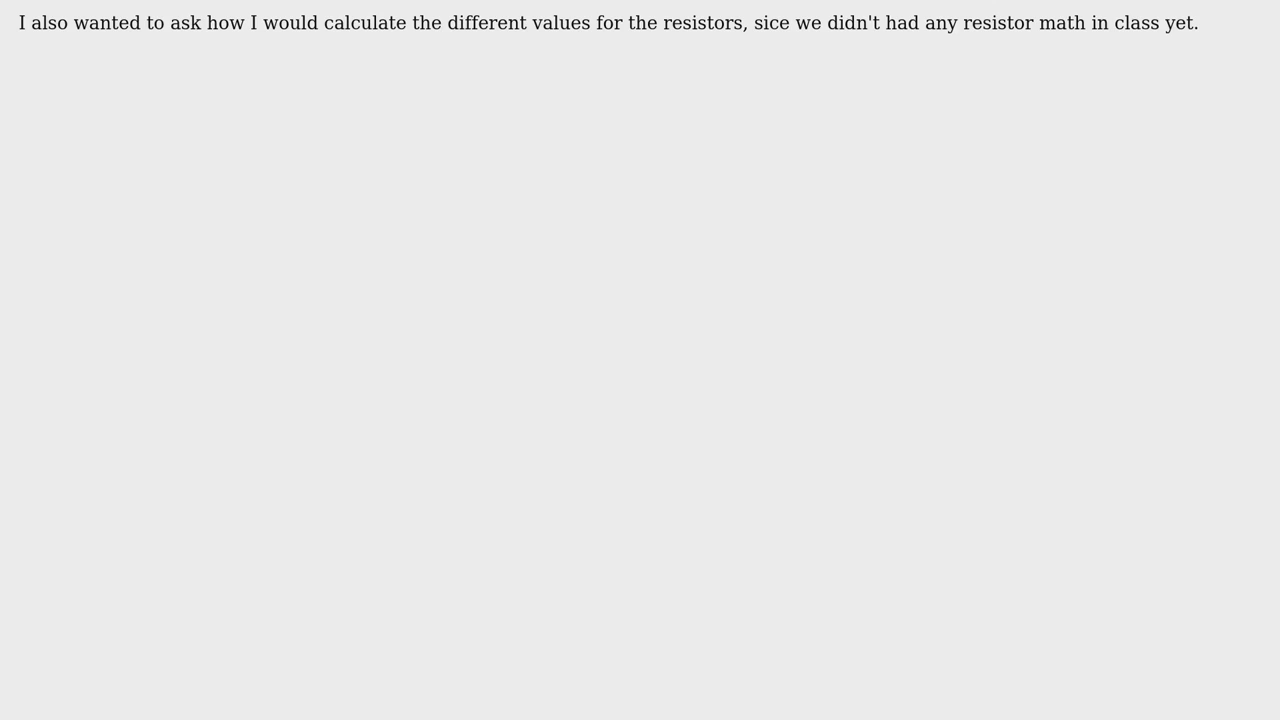 I also wanted to ask how I would calculate the different values for the resistors, sice we didn't had any resistor math in class yet.